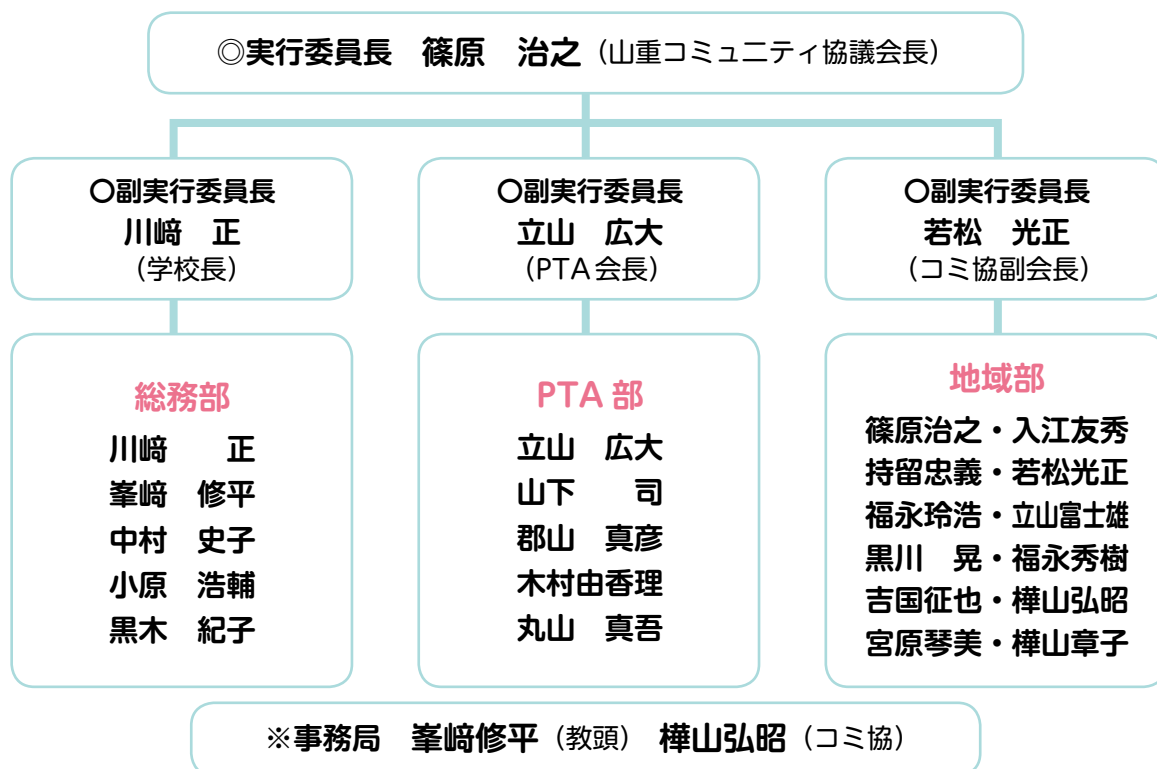 ◎実行委員長　篠原　治之（山重コミュニティ協議会長）
〇副実行委員長
川﨑　正
（学校長）
〇副実行委員長
立山　広大
（PTA会長）
〇副実行委員長
若松　光正
（コミ協副会長）
総務部
川﨑　　正
峯﨑　修平
中村　史子
小原　浩輔
黒木　紀子
PTA部
立山　広大
山下　　司
郡山　真彦
木村由香理
丸山　真吾
地域部
篠原治之・入江友秀
持留忠義・若松光正
福永玲浩・立山富士雄
黒川　晃・福永秀樹
吉国征也・樺山弘昭
宮原琴美・樺山章子
※事務局　峯﨑修平（教頭）　樺山弘昭（コミ協）